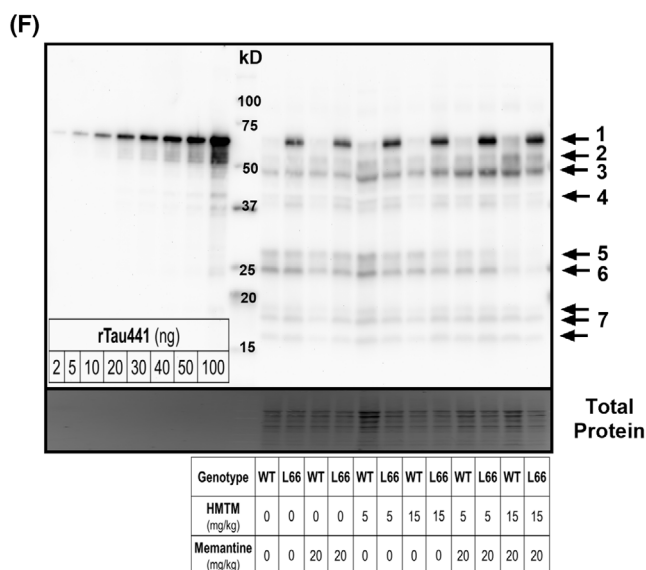 (F)
kD
100
75
50
37
25
20
15
1
2
3
4
5
6
7
rTau441 (ng)
2 5 10 20 30 40 50 100
Total
Protein
Genotype WT L66 WT L66 WT L66 WT L66 WT L66 WT L66
HMTM 0 0 0 0 5 5 15 15 5 5 15 15
(mg/kg)
Memantine 0 0 20 20 0 0 0 0 20 20 20 20
(mg/kg)